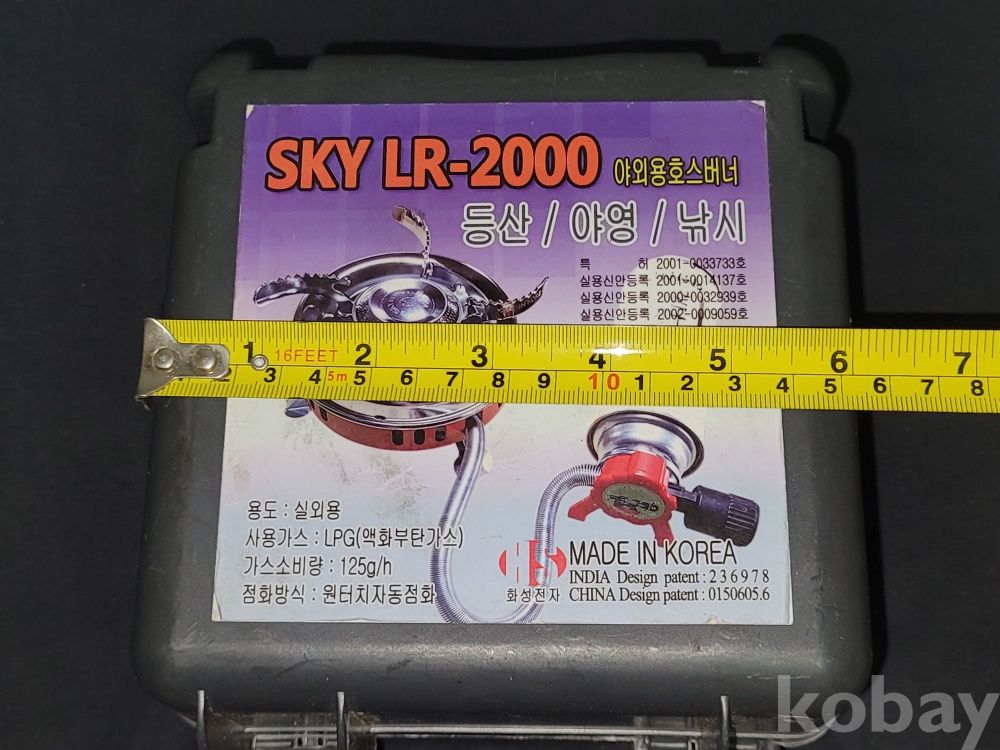 SKY LR-2000 야외용호스버너
등산 / 야영 / 낚시
특 허 2001-0033733호
실용신안등록 2001-0014137호
실용신안등록 2000-0032939호
실용신안등록 2002-0009059호
1 16FEET 2 3 4 5 6 7
3 4 5m 5 6 7 8 9 10 1 2 3 4 5 6 7 8
용도 : 실외용
사용가스 : LPG(액화부탄가스)
가스소비량 : 125g/h
점화방식 : 원터치자동점화
화성전자
MADE IN KOREA
INDIA Design patent : 236978
CHINA Design patent : 0150605.6
kobay